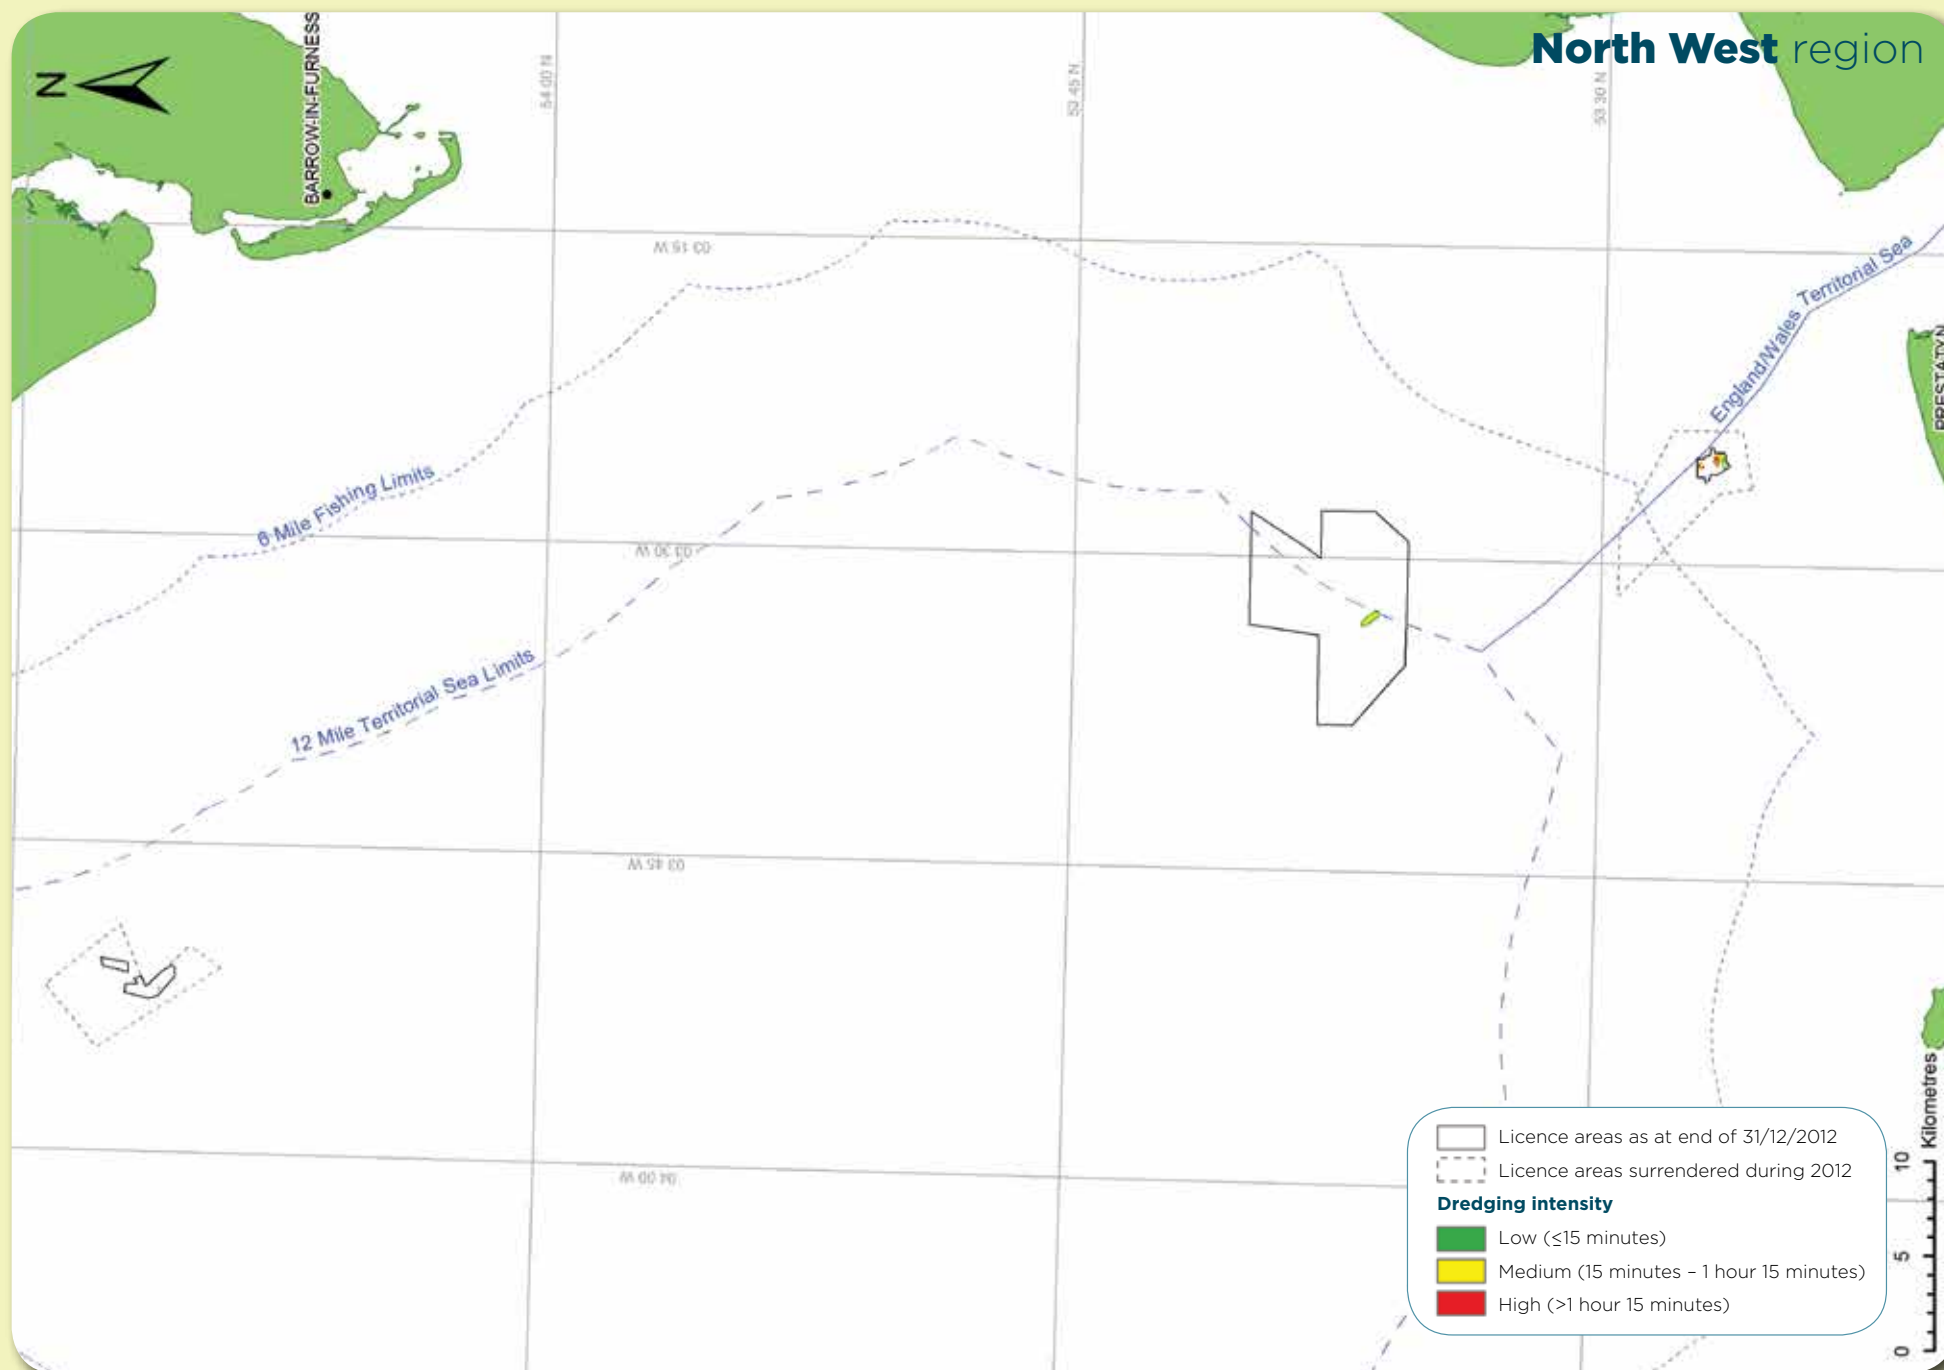 North West region
N
BARROW-IN-FURNESS
54 00 N
53 45 N
53 30 N
03 15 W
Territorial Sea
England/Wales
PRESTATYN
6 Mile Fishing Limits
03 30 W
12 Mile Territorial Sea Limits
03 45 W
04 00 W
Licence areas as at end of 31/12/2012
Licence areas surrendered during 2012
Dredging intensity
Low (≤15 minutes)
Medium (15 minutes – 1 hour 15 minutes)
High (>1 hour 15 minutes)
0 5 10 Kilometres